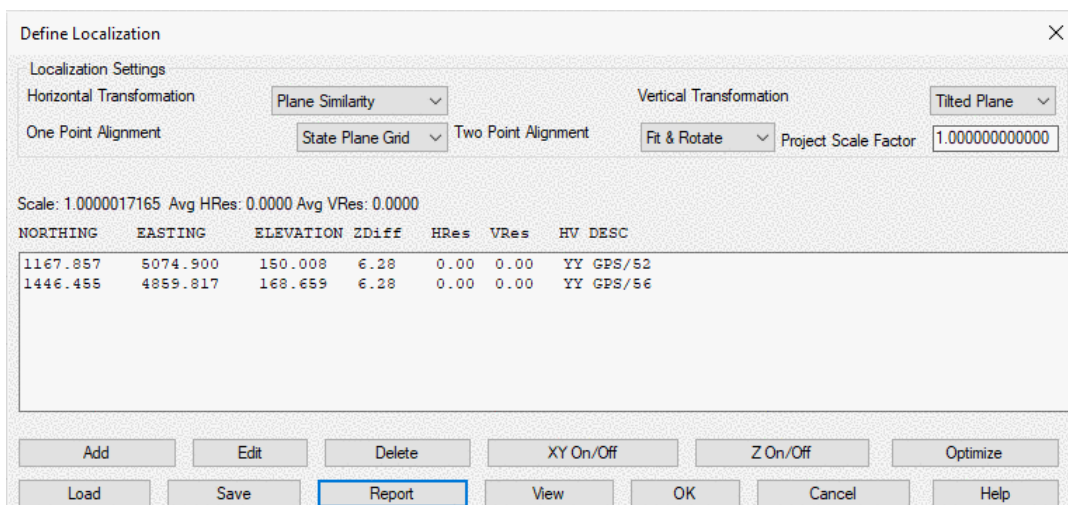 Define Localization
Localization Settings
Horizontal Transformation Plane Similarity Vertical Transformation Tilted Plane
One Point Alignment State Plane Grid Two Point Alignment Fit & Rotate Project Scale Factor 1.000000000000
Scale: 1.0000017165 Avg HRes: 0.0000 Avg VRes: 0.0000
NORTHING EASTING ELEVATION ZDiff HRes VRes HV DESC
1167.857 5074.900 150.008 6.28 0.00 0.00 YY GPS/52
1446.455 4859.817 168.659 6.28 0.00 0.00 YY GPS/56
Add Edit Delete XY On/Off Z On/Off Optimize
Load Save Report View OK Cancel Help